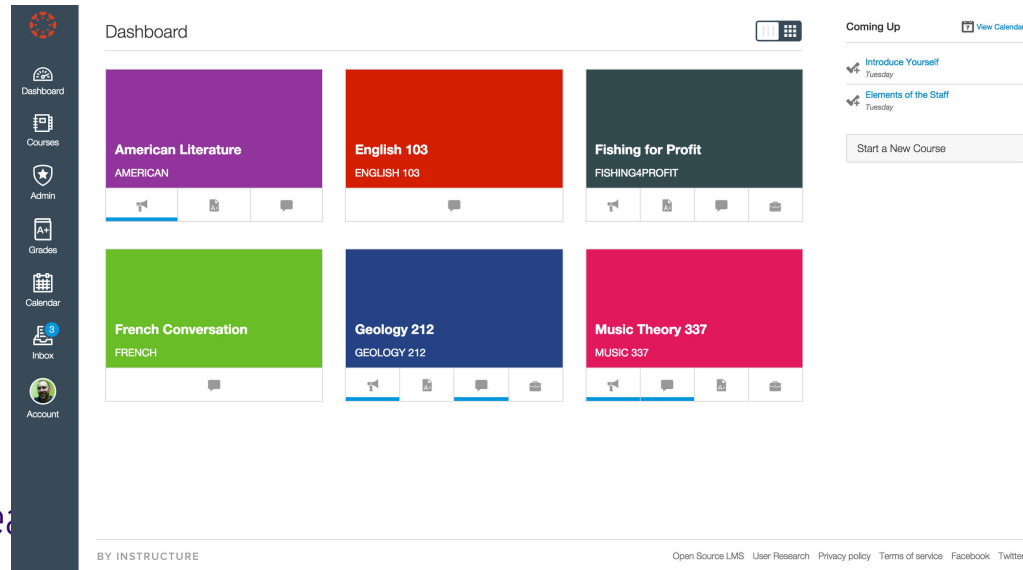 Dashboard
Courses
Admin
A+
Grades
Calendar
3
Inbox
Account
Dashboard
American Literature
AMERICAN
English 103
ENGLISH 103
Fishing for Profit
FISHING4PROFIT
French Conversation
FRENCH
Geology 212
GEOLOGY 212
Music Theory 337
MUSIC 337
Coming Up
7 View Calendar
Introduce Yourself
Tuesday
Elements of the Staff
Tuesday
Start a New Course
BY INSTRUCTURE
Open Source LMS User Research Privacy policy Terms of service Facebook Twitter